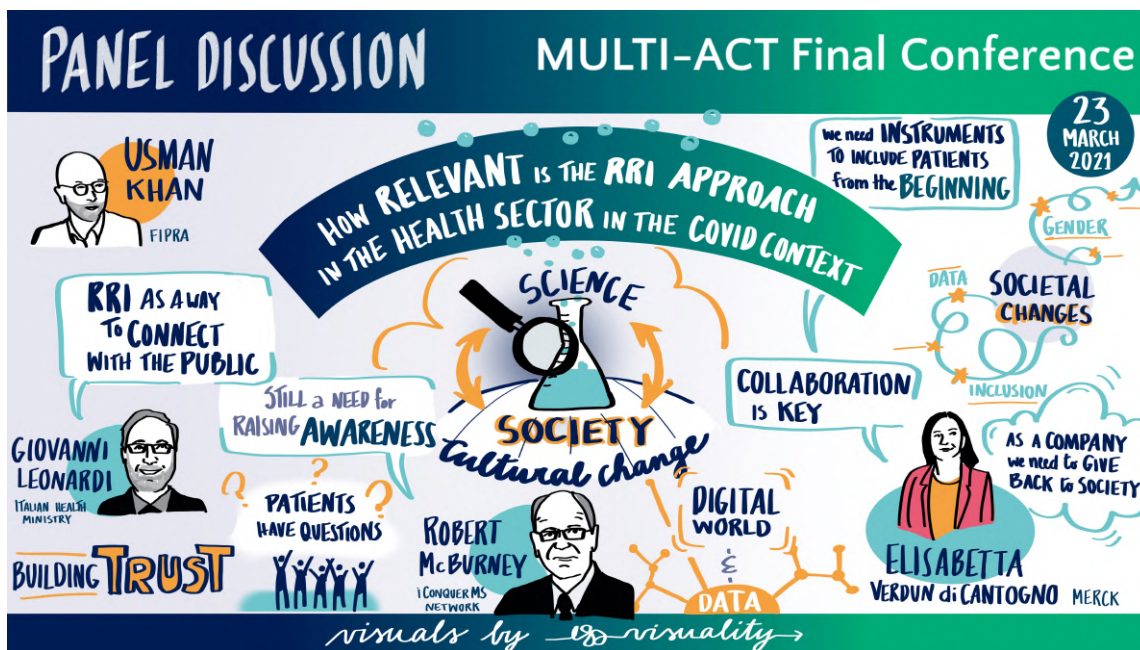 PANEL DISCUSSION
MULTI-ACT Final Conference
23
MARCH
2021
USMAN
KHAN
FIPRA
HOW RELEVANT IS THE RRI APPROACH
IN THE HEALTH SECTOR IN THE COVID CONTEXT
we need INSTRUMENTS
TO INCLUDE PATIENTS
from the BEGINNING
GENDER
DATA
SOCIETAL
CHANGES
INCLUSION
RRI AS A WAY
TO CONNECT
WITH THE PUBLIC
SCIENCE
SOCIETY
Cultural change
STILL a NEED for
RAISING AWARENESS
COLLABORATION
IS KEY
GIOVANNI
LEONARDI
ITALIAN HEALTH
MINISTRY
PATIENTS
HAVE QUESTIONS
? ? ?
BUILDING TRUST
ROBERT
McBURNEY
iCONQUER MS
NETWORK
DIGITAL
WORLD
&
DATA
AS A COMPANY
we need to GIVE
BACK to SOCIETY
ELISABETTA
VERDUN di CANTOGNO MERCK
visuals by visuality